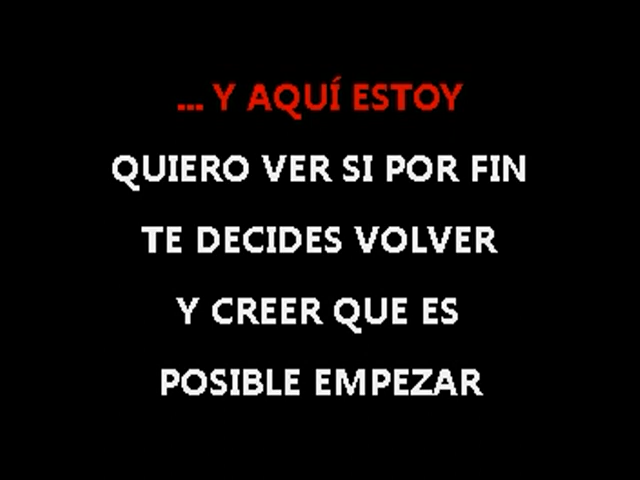 ... Y AQUÍ ESTOY
QUIERO VER SI POR FIN
TE DECIDES VOLVER
Y CREER QUE ES
POSIBLE EMPEZAR